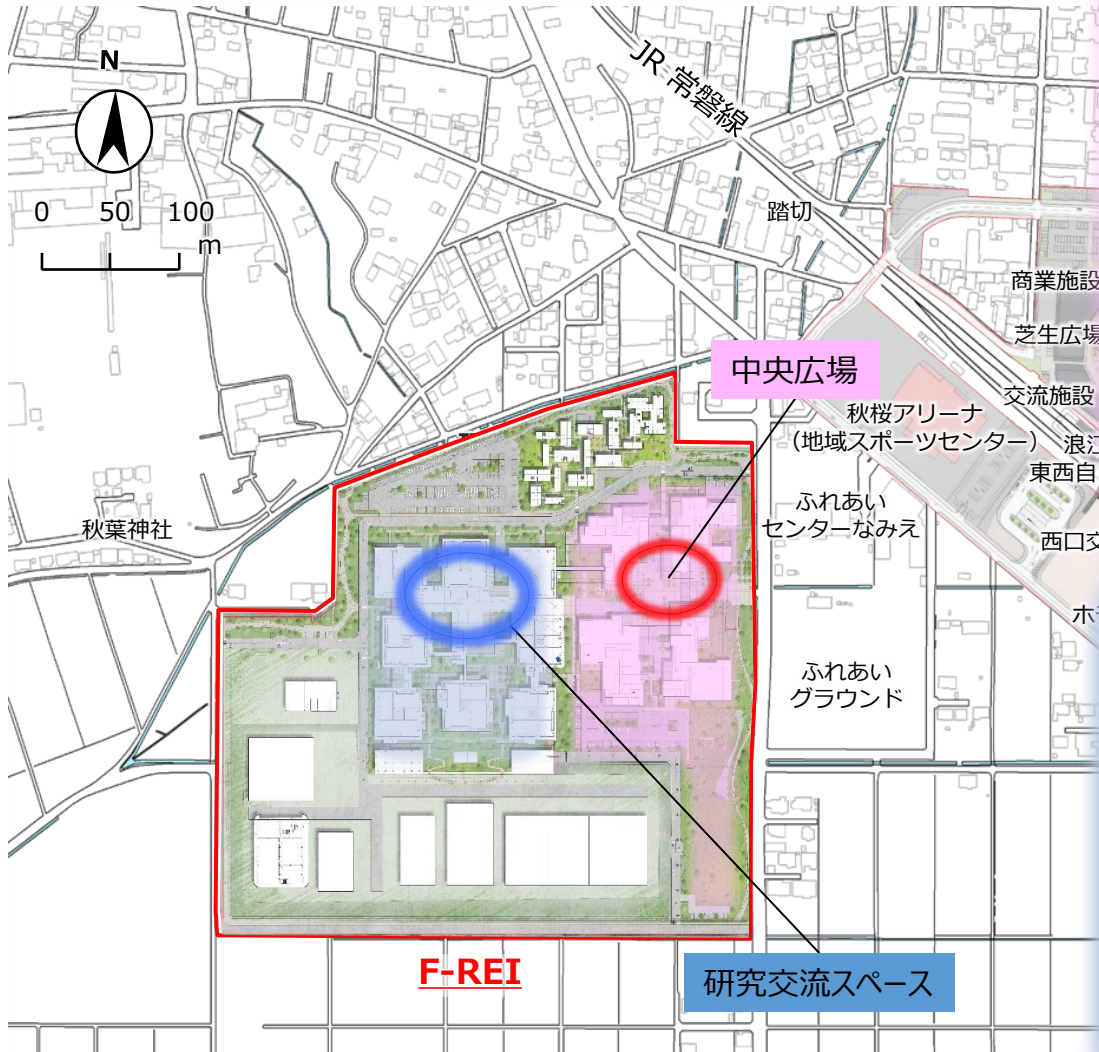 N
JR 常磐線
0 50 100
m
踏切
商業施設
芝生広場
中央広場
交流施設
秋桜アリーナ
(地域スポーツセンター)
浪江
東西自
ふれあい
センターなみえ
秋葉神社
西口交
ホテ
ふれあい
グラウンド
F-REI
研究交流スペース